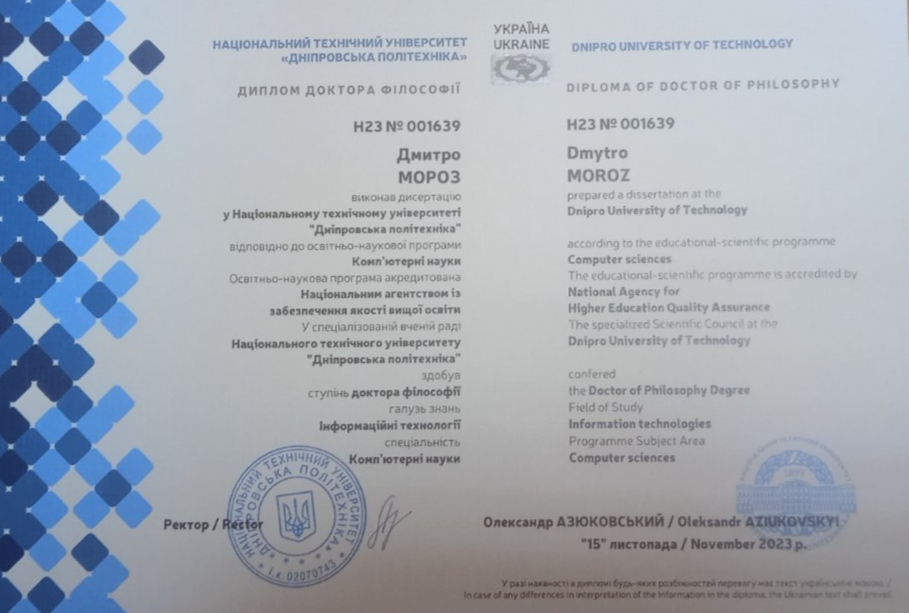 УКРАЇНА
UKRAINE
НАЦІОНАЛЬНИЙ ТЕХНІЧНИЙ УНІВЕРСИТЕТ
«ДНІПРОВСЬКА ПОЛІТЕХНІКА»
ДИПЛОМ ДОКТОРА ФІЛОСОФІЇ
Н23 № 001639
Дмитро
МОРОЗ
виконав дисертацію
у Національному технічному університеті
"Дніпровська політехніка"
відповідно до освітньо-наукової програми
Комп'ютерні науки
Освітньо-наукова програма акредитована
Національним агентством із
забезпечення якості вищої освіти
У спеціалізованій вченій раді
Національного технічного університету
"Дніпровська політехніка"
здобув
ступінь доктора філософії
галузь знань
Інформаційні технології
спеціальність
Комп'ютерні науки
DNIPRO UNIVERSITY OF TECHNOLOGY
DIPLOMA OF DOCTOR OF PHILOSOPHY
H23 № 001639
Dmytro
MOROZ
prepared a dissertation at the
Dnipro University of Technology
according to the educational-scientific programme
Computer sciences
The educational-scientific programme is accredited by
National Agency for
Higher Education Quality Assurance
The specialized Scientific Council at the
Dnipro University of Technology
confered
the Doctor of Philosophy Degree
Field of Study
Information technologies
Programme Subject Area
Computer sciences
Ректор / Rector
НАЦІОНАЛЬНИЙ ТЕХНІЧНИЙ УНІВЕРСИТЕТ
«ДНІПРОВСЬКА ПОЛІТЕХНІКА»
І.К. 02070743
Олександр АЗЮКОВСЬКИЙ / Oleksandr AZIUKOVSKYI
"15" листопада / November 2023 р.
У разі наявності в дипломі будь-яких розбіжностей перевагу має текст українською мовою. /
In case of any differences in interpretation of the information in the diploma, the Ukrainian text shall prevail.